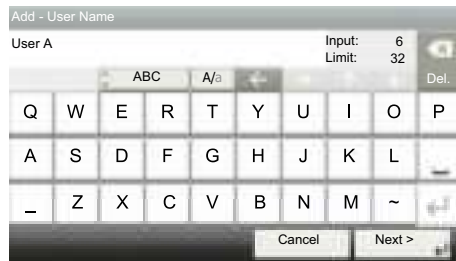 Add - User Name
User A Input: 6
Limit: 32
ABC A/a Del.
Q W E R T Y U I O P
A S D F G H J K L
_ Z X C V B N M ~
Cancel Next >